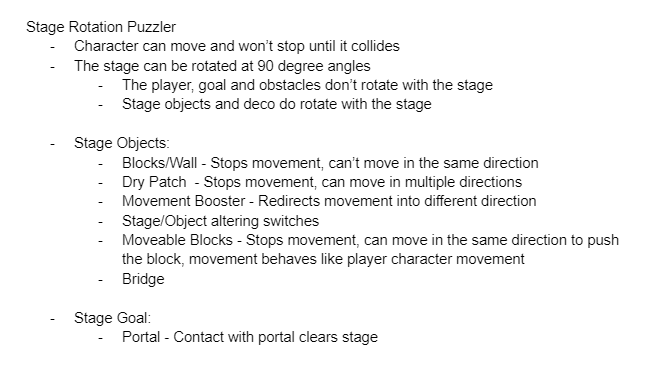 Stage Rotation Puzzler
- Character can move and won't stop until it collides
- The stage can be rotated at 90 degree angles
- The player, goal and obstacles don't rotate with the stage
- Stage objects and deco do rotate with the stage
- Stage Objects:
- Blocks/Wall - Stops movement, can't move in the same direction
- Dry Patch - Stops movement, can move in multiple directions
- Movement Booster - Redirects movement into different direction
- Stage/Object altering switches
- Moveable Blocks - Stops movement, can move in the same direction to push
the block, movement behaves like player character movement
- Bridge
- Stage Goal:
- Portal - Contact with portal clears stage